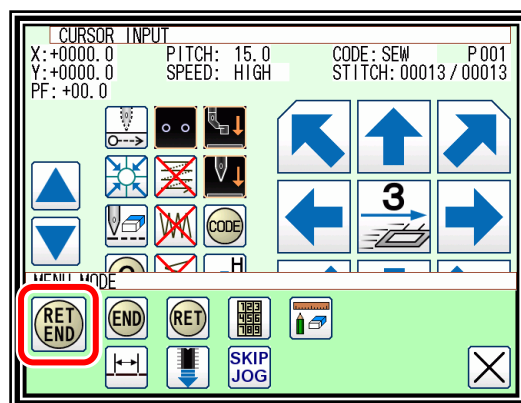 CURSOR INPUT
X:+0000.0 PITCH: 15.0 CODE:SEW P001
Y:+0000.0 SPEED: HIGH STITCH:00013/00013
PF:+00.0
3
CODE
H
MENU MODE
RET END
END
RET
123
456
789
SKIP JOG